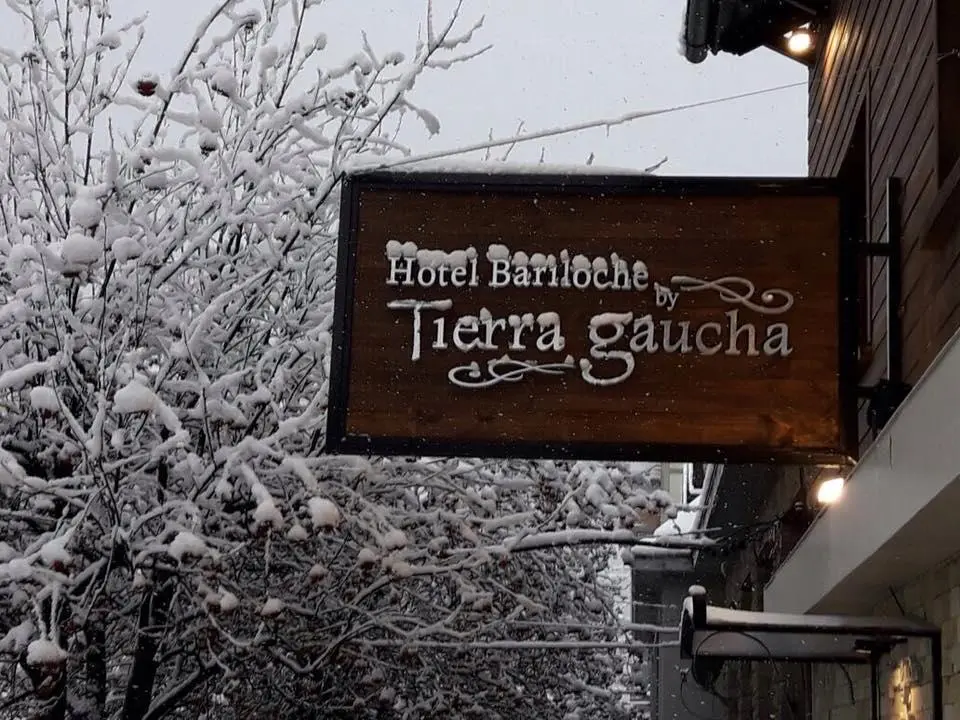 Hotel Bariloche
by
Tierra gaucha